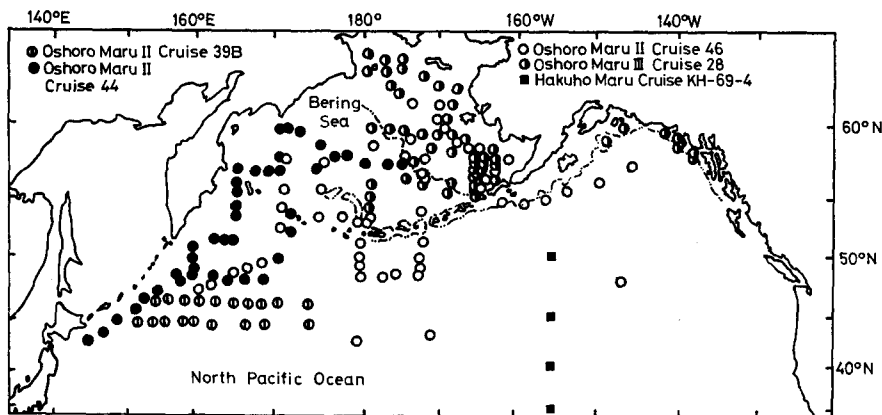 140°E 160°E 180° 160°W 140°W
Oshoro Maru II Cruise 39B
Oshoro Maru II
Cruise 44
Oshoro Maru II Cruise 46
Oshoro Maru III Cruise 28
Hakuho Maru Cruise KH-69-4
Bering
Sea
60°N
50°N
40°N
North Pacific Ocean